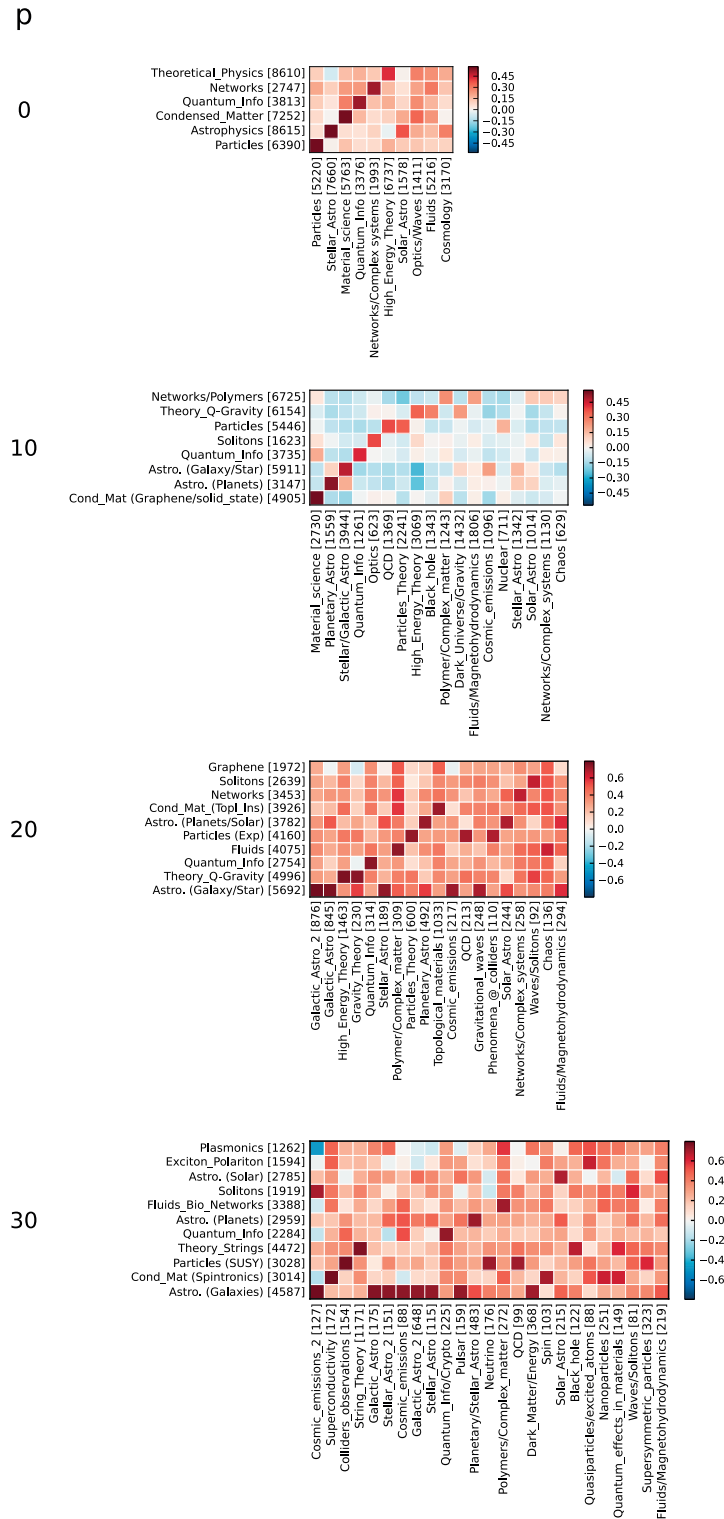 p
0
Theoretical_Physics [8610]
Networks [2747]
Quantum_Info [3813]
Condensed_Matter [7252]
Astrophysics [8615]
Particles [6390]
0.45
0.30
0.15
0.00
−0.15
−0.30
−0.45
Particles [5220]
Stellar_Astro [7660]
Material_science [5763]
Quantum_Info [3376]
Networks/Complex systems [1993]
High_Energy_Theory [6737]
Solar_Astro [1578]
Optics/Waves [1411]
Fluids [5216]
Cosmology [3170]
10
Networks/Polymers [6725]
Theory_Q-Gravity [6154]
Particles [5446]
Solitons [1623]
Quantum_Info [3735]
Astro. (Galaxy/Star) [5911]
Astro. (Planets) [3147]
Cond_Mat (Graphene/solid_state) [4905]
0.45
0.30
0.15
0.00
−0.15
−0.30
−0.45
Material_science [2730]
Planetary_Astro [1559]
Stellar/Galactic_Astro [3944]
Quantum_Info [1261]
Optics [623]
QCD [1369]
Particles_Theory [2241]
High_Energy_Theory [3069]
Black_hole [1343]
Polymer/Complex_matter [1243]
Dark_Universe/Gravity [1432]
Fluids/Magnetohydrodynamics [1806]
Cosmic_emissions [1096]
Nuclear [711]
Stellar_Astro [1342]
Solar_Astro [1014]
Networks/Complex_systems [1130]
Chaos [629]
20
Graphene [1972]
Solitons [2639]
Networks [3453]
Cond_Mat_(Topl_Ins) [3926]
Astro. (Planets/Solar) [3782]
Particles (Exp) [4160]
Fluids [4075]
Quantum_Info [2754]
Theory_Q-Gravity [4996]
Astro. (Galaxy/Star) [5692]
0.6
0.4
0.2
0.0
−0.2
−0.4
−0.6
Galactic_Astro_2 [876]
Galactic_Astro [845]
High_Energy_Theory [1463]
Gravity_Theory [230]
Quantum_Info [314]
Stellar_Astro [189]
Polymer/Complex_matter [309]
Particles_Theory [600]
Planetary_Astro [492]
Topological_materials [1033]
Cosmic_emissions [217]
QCD [213]
Gravitational_waves [248]
Phenomena_@_colliders [110]
Solar_Astro [244]
Networks/Complex_systems [258]
Waves/Solitons [92]
Chaos [136]
Fluids/Magnetohydrodynamics [294]
30
Plasmonics [1262]
Exciton_Polariton [1594]
Astro. (Solar) [2785]
Solitons [1919]
Fluids_Bio_Networks [3388]
Astro. (Planets) [2959]
Quantum_Info [2284]
Theory_Strings [4472]
Particles (SUSY) [3028]
Cond_Mat (Spintronics) [3014]
Astro. (Galaxies) [4587]
0.6
0.4
0.2
0.0
−0.2
−0.4
−0.6
Cosmic_emissions_2 [127]
Superconductivity [172]
Colliders_observations [154]
String_Theory [1171]
Galactic_Astro [175]
Stellar_Astro_2 [151]
Cosmic_emissions [88]
Galactic_Astro_2 [648]
Stellar_Astro [115]
Quantum_Info/Crypto [225]
Pulsar [159]
Planetary/Stellar_Astro [483]
Neutrino [176]
Polymers/Complex_matter [272]
QCD [99]
Dark_Matter/Energy [368]
Spin [103]
Solar_Astro [215]
Black_hole [122]
Quasiparticles/excited_atoms [88]
Nanoparticles [251]
Quantum_effects_in_materials [149]
Waves/Solitons [81]
Supersymmetric_particles [323]
Fluids/Magnetohydrodynamics [219]